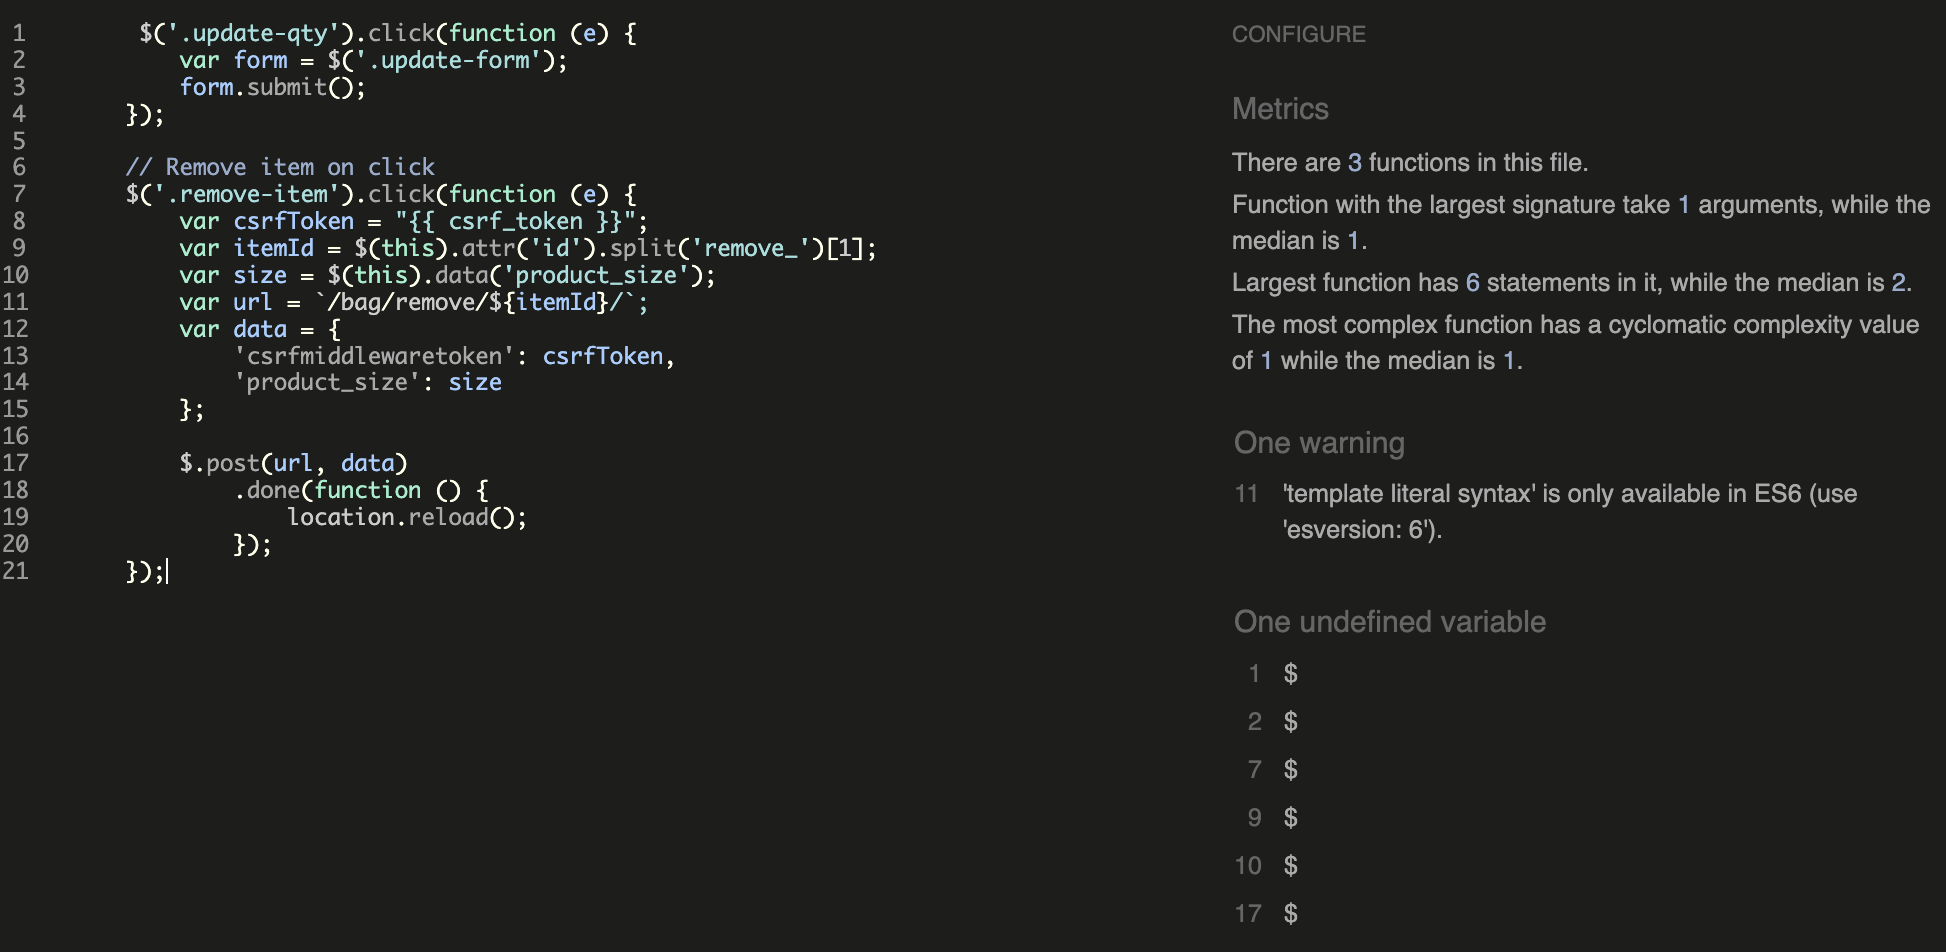 1 $('.update-qty').click(function (e) {
2 var form = $('.update-form');
3 form.submit();
4 });
5
6 // Remove item on click
7 $('.remove-item').click(function (e) {
8 var csrfToken = "{{ csrf_token }}";
9 var itemId = $(this).attr('id').split('remove_')[1];
10 var size = $(this).data('product_size');
11 var url = `/bag/remove/${itemId}/`;
12 var data = {
13 'csrfmiddlewaretoken': csrfToken,
14 'product_size': size
15 };
16
17 $.post(url, data)
18 .done(function () {
19 location.reload();
20 });
21 });
CONFIGURE
Metrics
There are 3 functions in this file.
Function with the largest signature take 1 arguments, while the
median is 1.
Largest function has 6 statements in it, while the median is 2.
The most complex function has a cyclomatic complexity value
of 1 while the median is 1.
One warning
11 'template literal syntax' is only available in ES6 (use
'esversion: 6').
One undefined variable
1 $
2 $
7 $
9 $
10 $
17 $